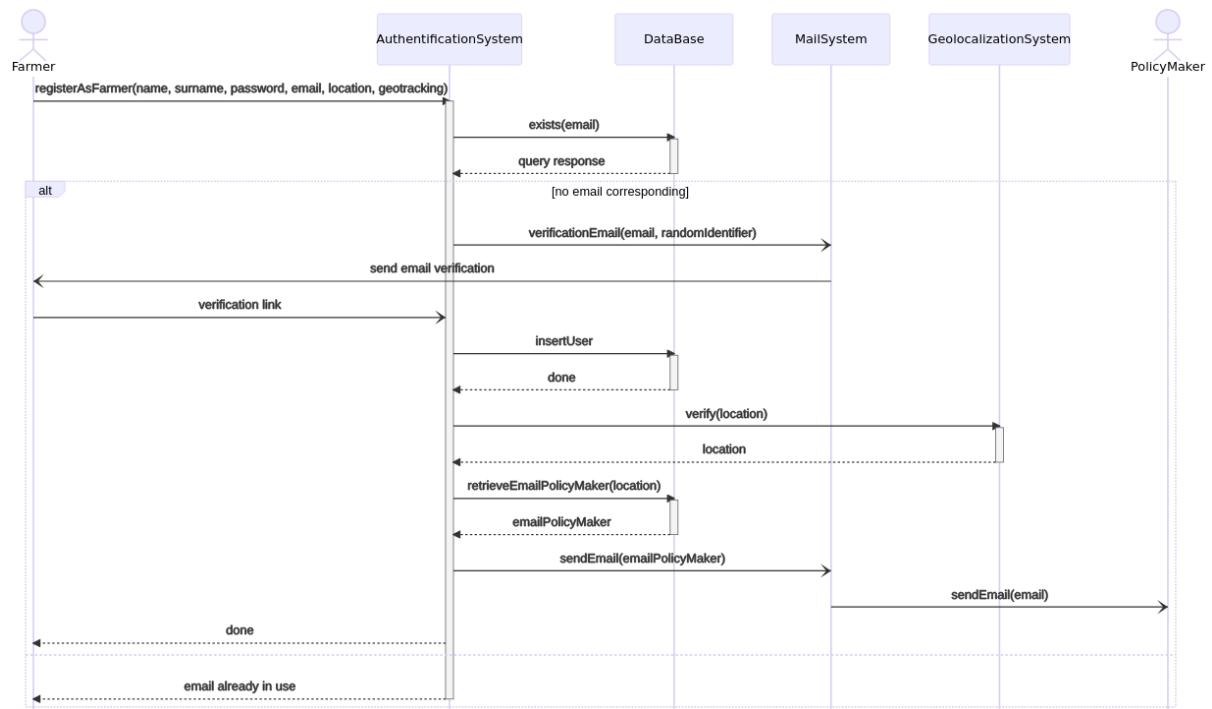 AuthentificationSystem
DataBase
MailSystem
GeolocalizationSystem
Farmer
PolicyMaker
registerAsFarmer(name, surname, password, email, location, geotracking)
exists(email)
query response
alt
[no email corresponding]
verificationEmail(email, randomIdentifier)
send email verification
verification link
insertUser
done
verify(location)
location
retrieveEmailPolicyMaker(location)
emailPolicyMaker
sendEmail(emailPolicyMaker)
sendEmail(email)
done
email already in use